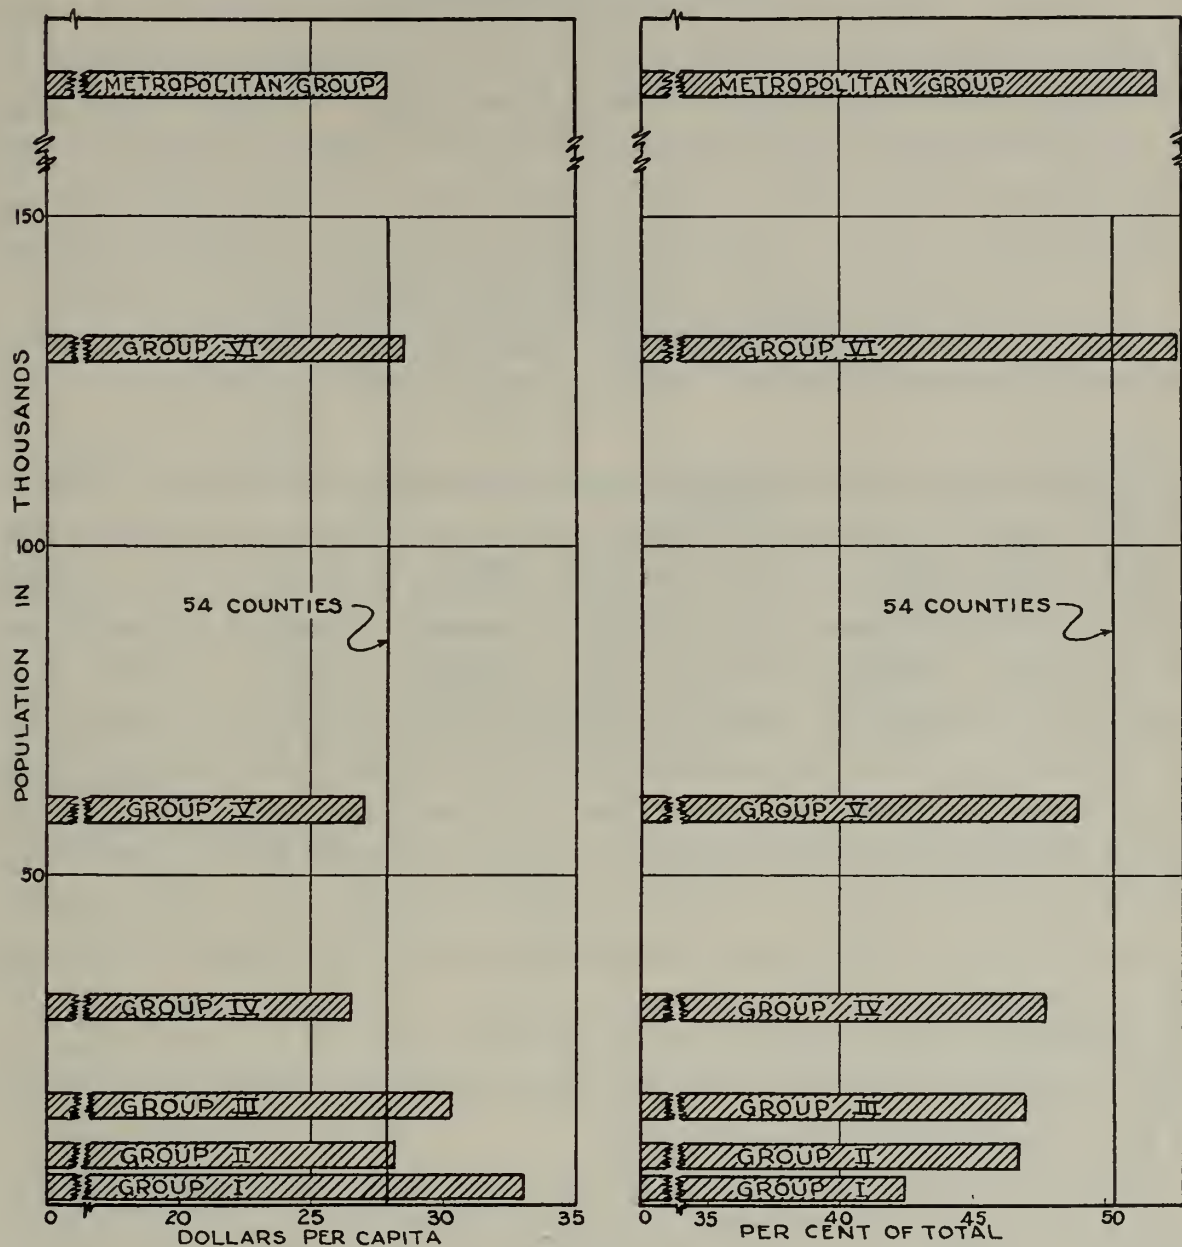 METROPOLITAN GROUP
150
GROUP VI
100
54 COUNTIES
GROUP V
50
GROUP IV
GROUP III
GROUP II
GROUP I
0 20 25 30 35
DOLLARS PER CAPITA
POPULATION IN THOUSANDS
METROPOLITAN GROUP
GROUP VI
54 COUNTIES
GROUP V
GROUP IV
GROUP III
GROUP II
GROUP I
0 35 40 45 50
PER CENT OF TOTAL